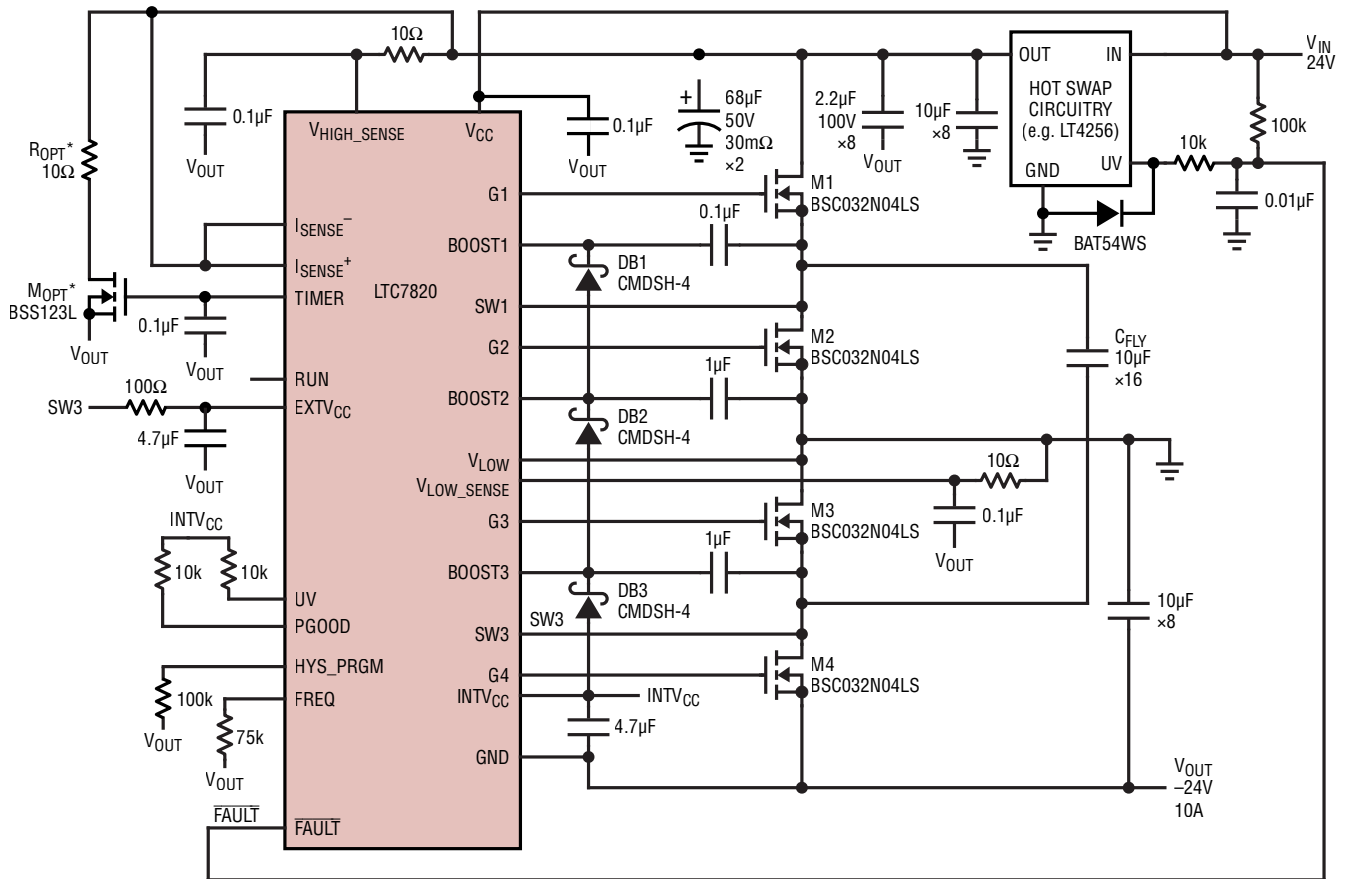 10Ω
0.1µF
VOUT
ROPT*
10Ω
MOPT*
BSS123L
VOUT
0.1µF
VOUT
SW3
100Ω
4.7µF
VOUT
INTVCC
10k
10k
100k
VOUT
75k
VOUT
FAULT
VHIGH_SENSE
VCC
ISENSE–
ISENSE+
TIMER
LTC7820
RUN
EXTVCC
UV
PGOOD
HYS_PRGM
FREQ
FAULT
G1
BOOST1
SW1
G2
BOOST2
VLOW
VLOW_SENSE
G3
BOOST3
SW3
G4
INTVCC
GND
0.1µF
VOUT
+
68µF
50V
30mΩ
×2
2.2µF
100V
×8
VOUT
10µF
×8
OUT
IN
HOT SWAP
CIRCUITRY
(e.g. LT4256)
GND
UV
VIN
24V
100k
10k
0.01µF
BAT54WS
M1
BSC032N04LS
0.1µF
DB1
CMDSH-4
M2
BSC032N04LS
1µF
CFLY
10µF
×16
DB2
CMDSH-4
10Ω
0.1µF
VOUT
M3
BSC032N04LS
1µF
DB3
CMDSH-4
SW3
10µF
×8
M4
BSC032N04LS
INTVCC
4.7µF
VOUT
–24V
10A